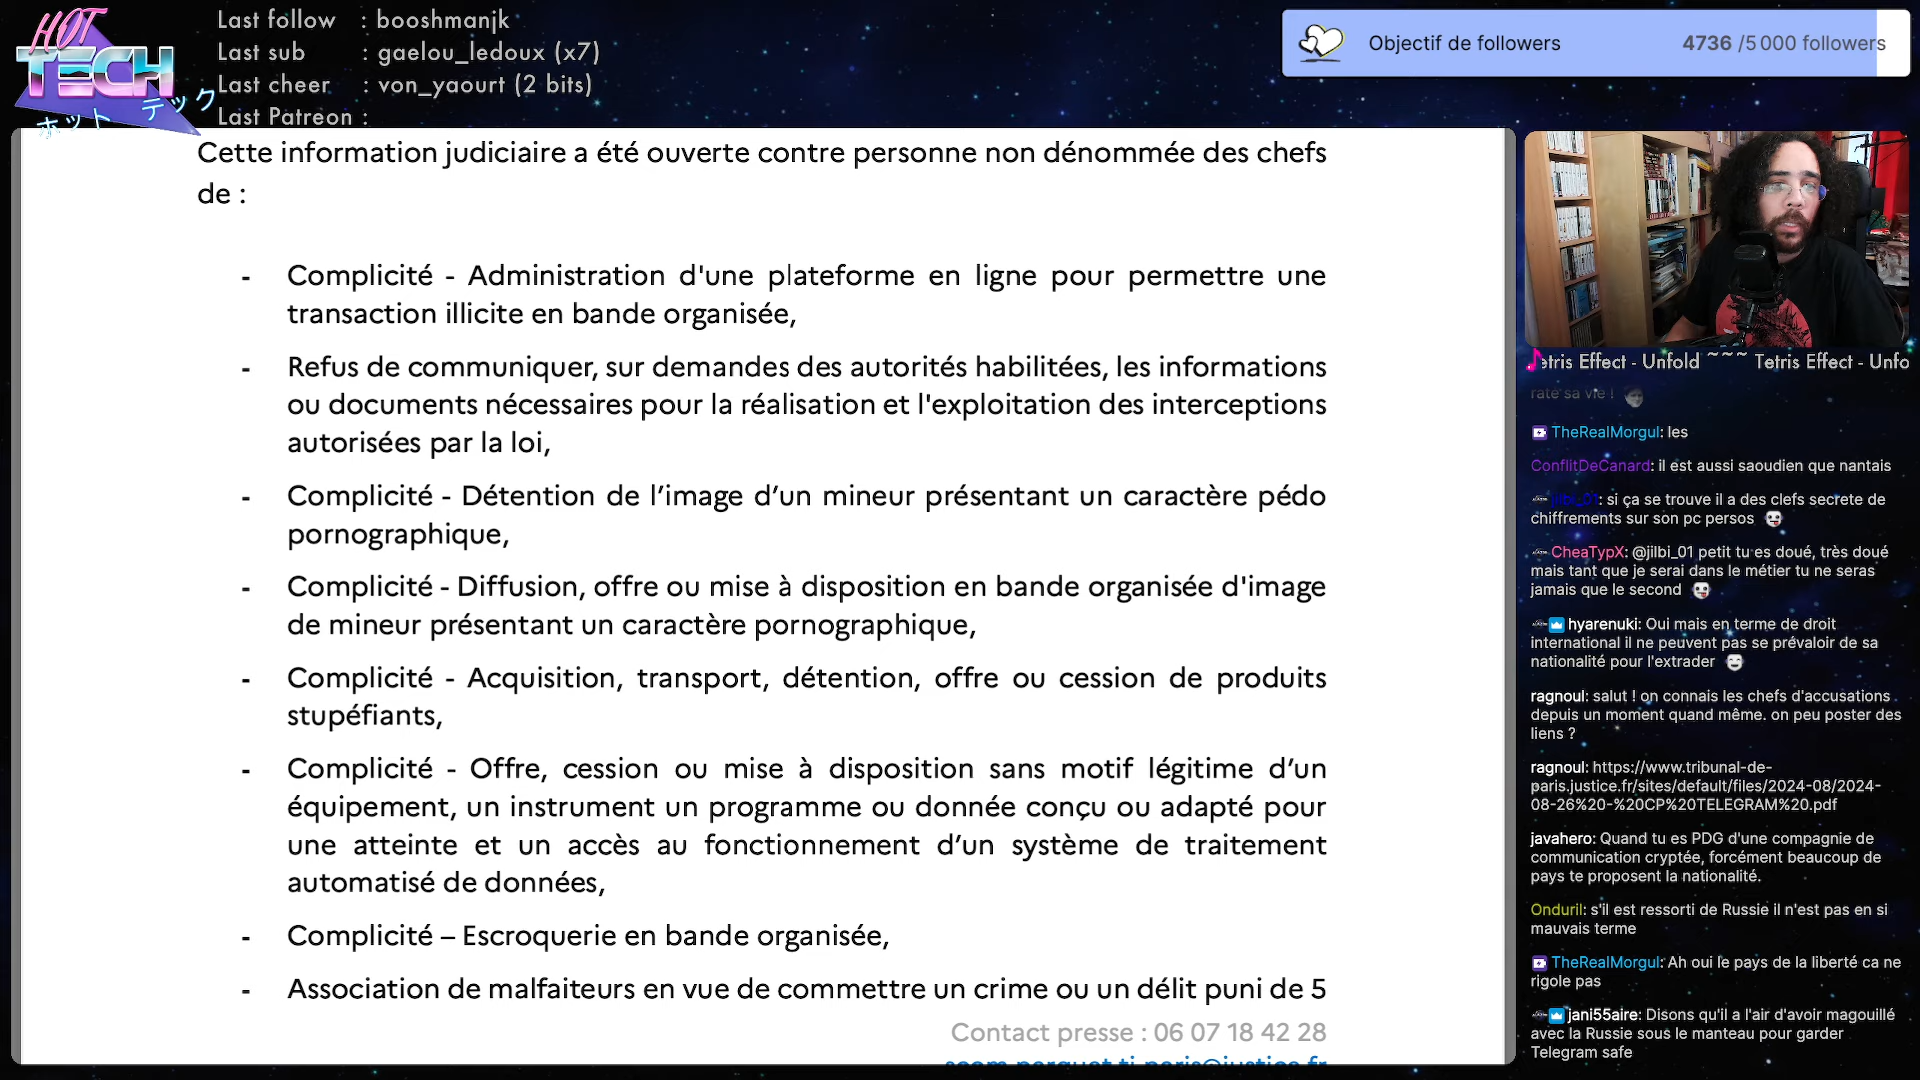 HOT
TECH
ホット テック
Last follow : booshmanjk
Last sub : gaelou_ledoux (x7)
Last cheer : von_yaourt (2 bits)
Last Patreon :
Objectif de followers 4736 /5 000 followers
Cette information judiciaire a été ouverte contre personne non dénommée des chefs
de :
- Complicité - Administration d'une plateforme en ligne pour permettre une
transaction illicite en bande organisée,
- Refus de communiquer, sur demandes des autorités habilitées, les informations
ou documents nécessaires pour la réalisation et l'exploitation des interceptions
autorisées par la loi,
- Complicité - Détention de l’image d’un mineur présentant un caractère pédo
pornographique,
- Complicité - Diffusion, offre ou mise à disposition en bande organisée d'image
de mineur présentant un caractère pornographique,
- Complicité - Acquisition, transport, détention, offre ou cession de produits
stupéfiants,
- Complicité - Offre, cession ou mise à disposition sans motif légitime d’un
équipement, un instrument un programme ou donnée conçu ou adapté pour
une atteinte et un accès au fonctionnement d’un système de traitement
automatisé de données,
- Complicité – Escroquerie en bande organisée,
- Association de malfaiteurs en vue de commettre un crime ou un délit puni de 5
Contact presse : 06 07 18 42 28
etris Effect - Unfold ~~~ Tetris Effect - Unfo
raté sa vie !
TheRealMorgul: les
ConflitDeCanard: il est aussi saoudien que nantais
jilbi_01: si ça se trouve il a des clefs secrete de
chiffrements sur son pc persos
CheaTypX: @jilbi_01 petit tu es doué, très doué
mais tant que je serai dans le métier tu ne seras
jamais que le second
hyarenuki: Oui mais en terme de droit
international il ne peuvent pas se prévaloir de sa
nationalité pour l'extrader
ragnoul: salut ! on connais les chefs d'accusations
depuis un moment quand même. on peu poster des
liens ?
ragnoul: https://www.tribunal-de-
paris.justice.fr/sites/default/files/2024-08/2024-
08-26%20-%20CP%20TELEGRAM%20.pdf
javahero: Quand tu es PDG d'une compagnie de
communication cryptée, forcément beaucoup de
pays te proposent la nationalité.
Onduril: s'il est ressorti de Russie il n'est pas en si
mauvais terme
TheRealMorgul: Ah oui le pays de la liberté ca ne
rigole pas
jani55aire: Disons qu'il a l'air d'avoir magouillé
avec la Russie sous le manteau pour garder
Telegram safe